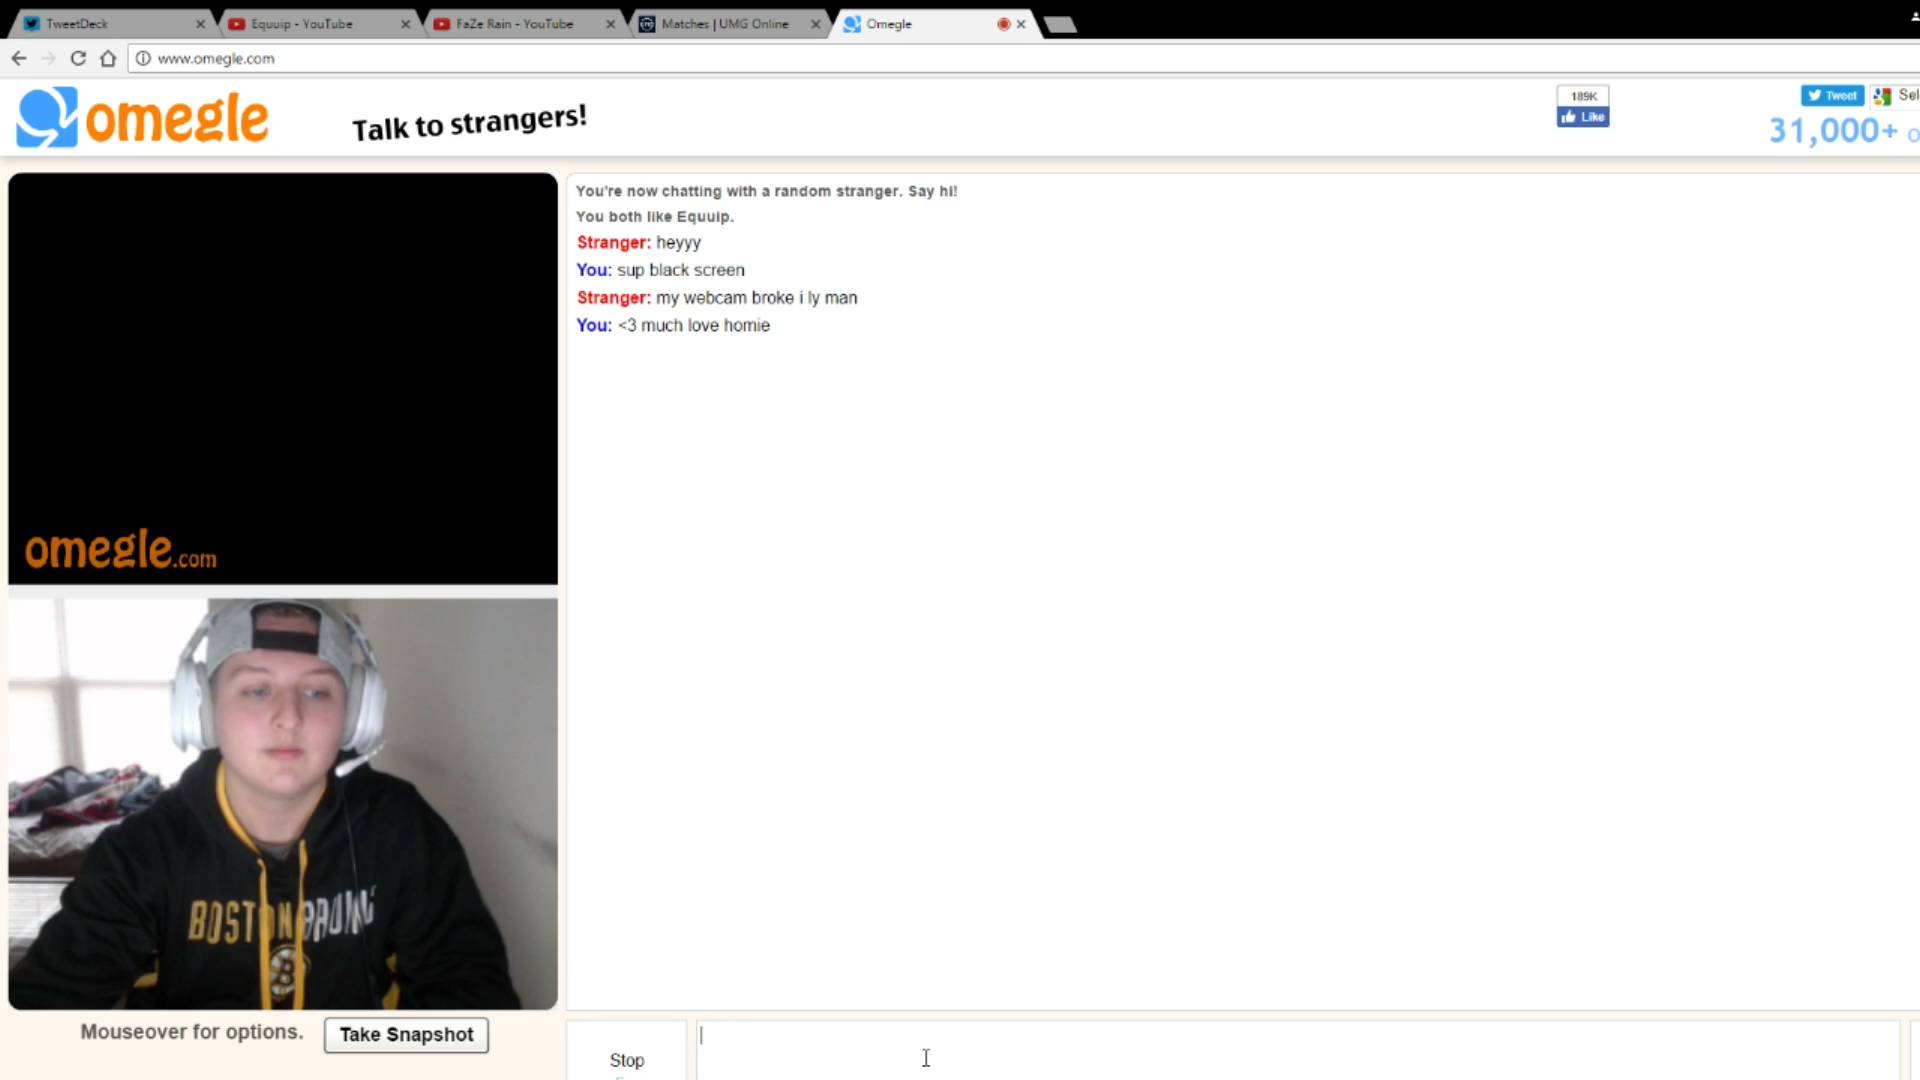 TweetDeck
Equuip - YouTube
FaZe Rain - YouTube
Matches | UMG Online
Omegle
www.omegle.com
omegle
Talk to strangers!
189K
Like
Tweet
Sel
31,000+ o
You're now chatting with a random stranger. Say hi!
You both like Equuip.
Stranger: heyyy
You: sup black screen
Stranger: my webcam broke i ly man
You: <3 much love homie
omegle.com
BOSTON BRUINS
B
Mouseover for options.
Take Snapshot
Stop